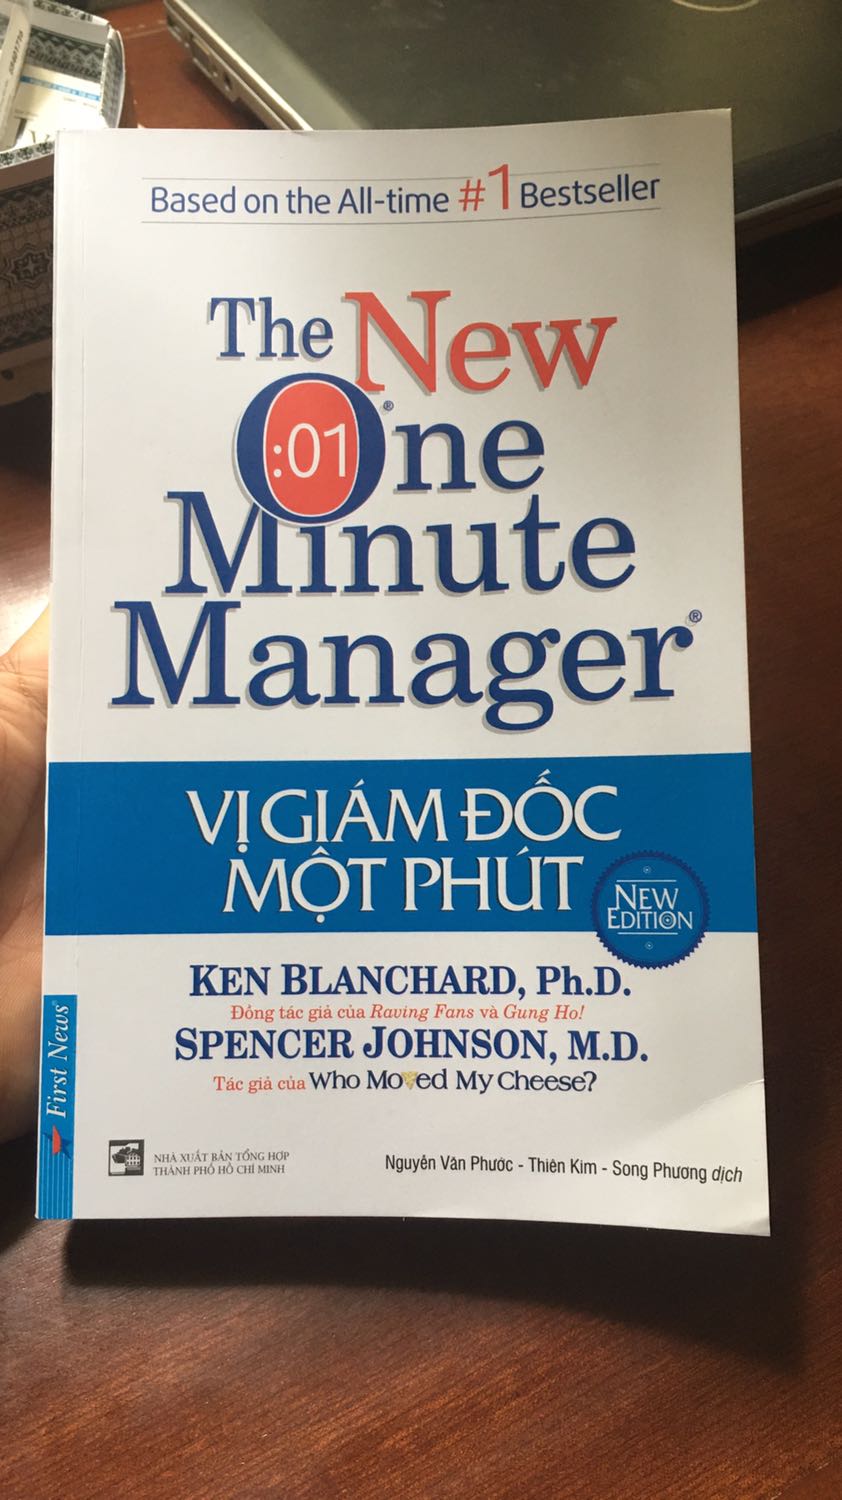 Based on the All-time #1 Bestseller
The New
One
:01
Minute
Manager®
VỊ GIÁM ĐỐC
MỘT PHÚT
NEW
EDITION
KEN BLANCHARD, Ph.D.
Đồng tác giả của Raving Fans và Gung Ho!
SPENCER JOHNSON, M.D.
Tác giả của Who Moved My Cheese?
First News
NHÀ XUẤT BẢN TỔNG HỢP
THÀNH PHỐ HỒ CHÍ MINH
Nguyễn Văn Phước - Thiên Kim - Song Phương dịch